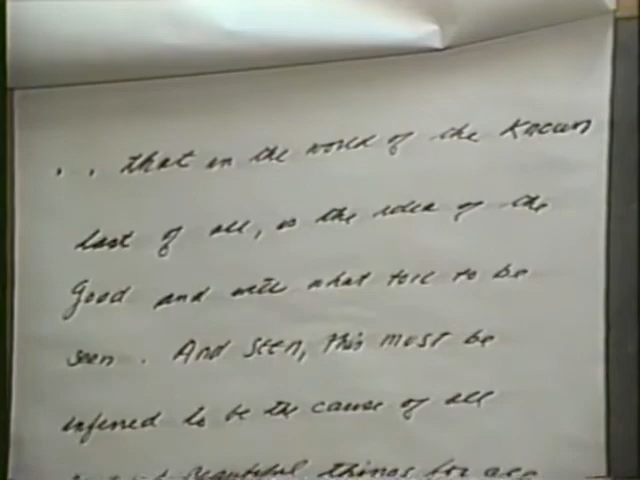 . . that in the world of the Known
last of all, is the idea of the
Good and with what toil to be
seen . And seen, this must be
inferred to be the cause of all
beautiful things for all